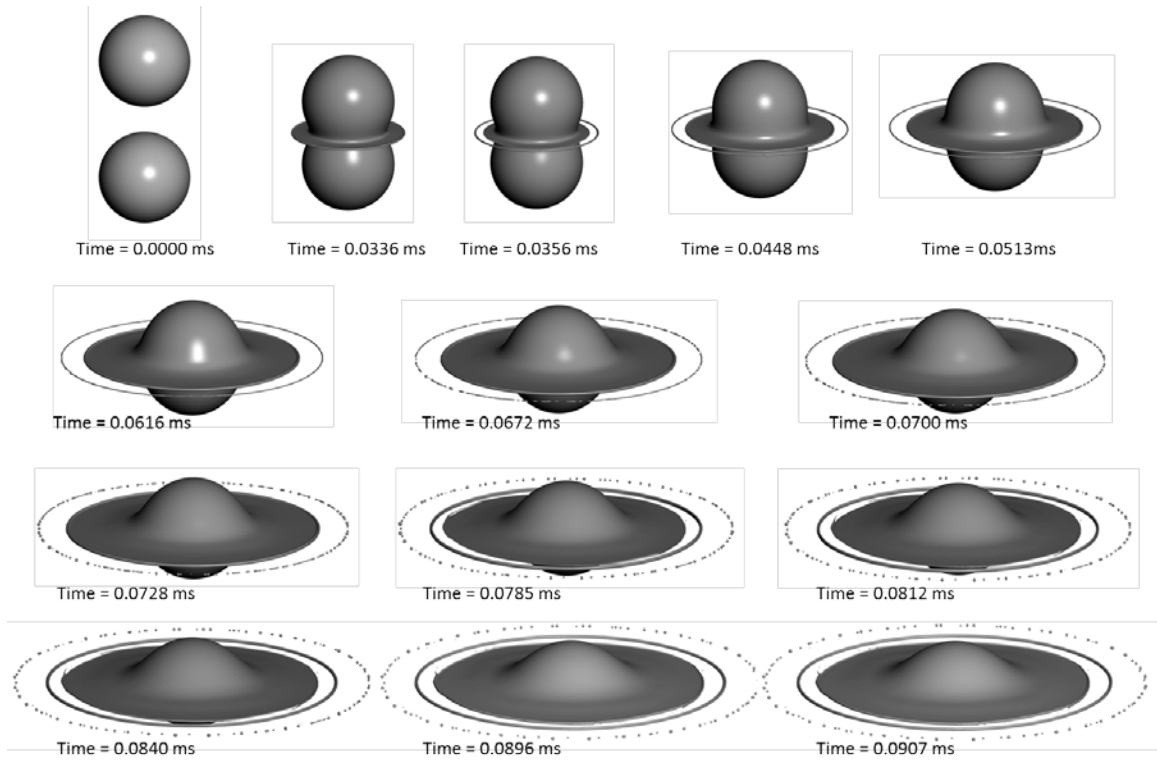 Time = 0.0000 ms
Time = 0.0336 ms
Time = 0.0356 ms
Time = 0.0448 ms
Time = 0.0513ms
Time = 0.0616 ms
Time = 0.0672 ms
Time = 0.0700 ms
Time = 0.0728 ms
Time = 0.0785 ms
Time = 0.0812 ms
Time = 0.0840 ms
Time = 0.0896 ms
Time = 0.0907 ms